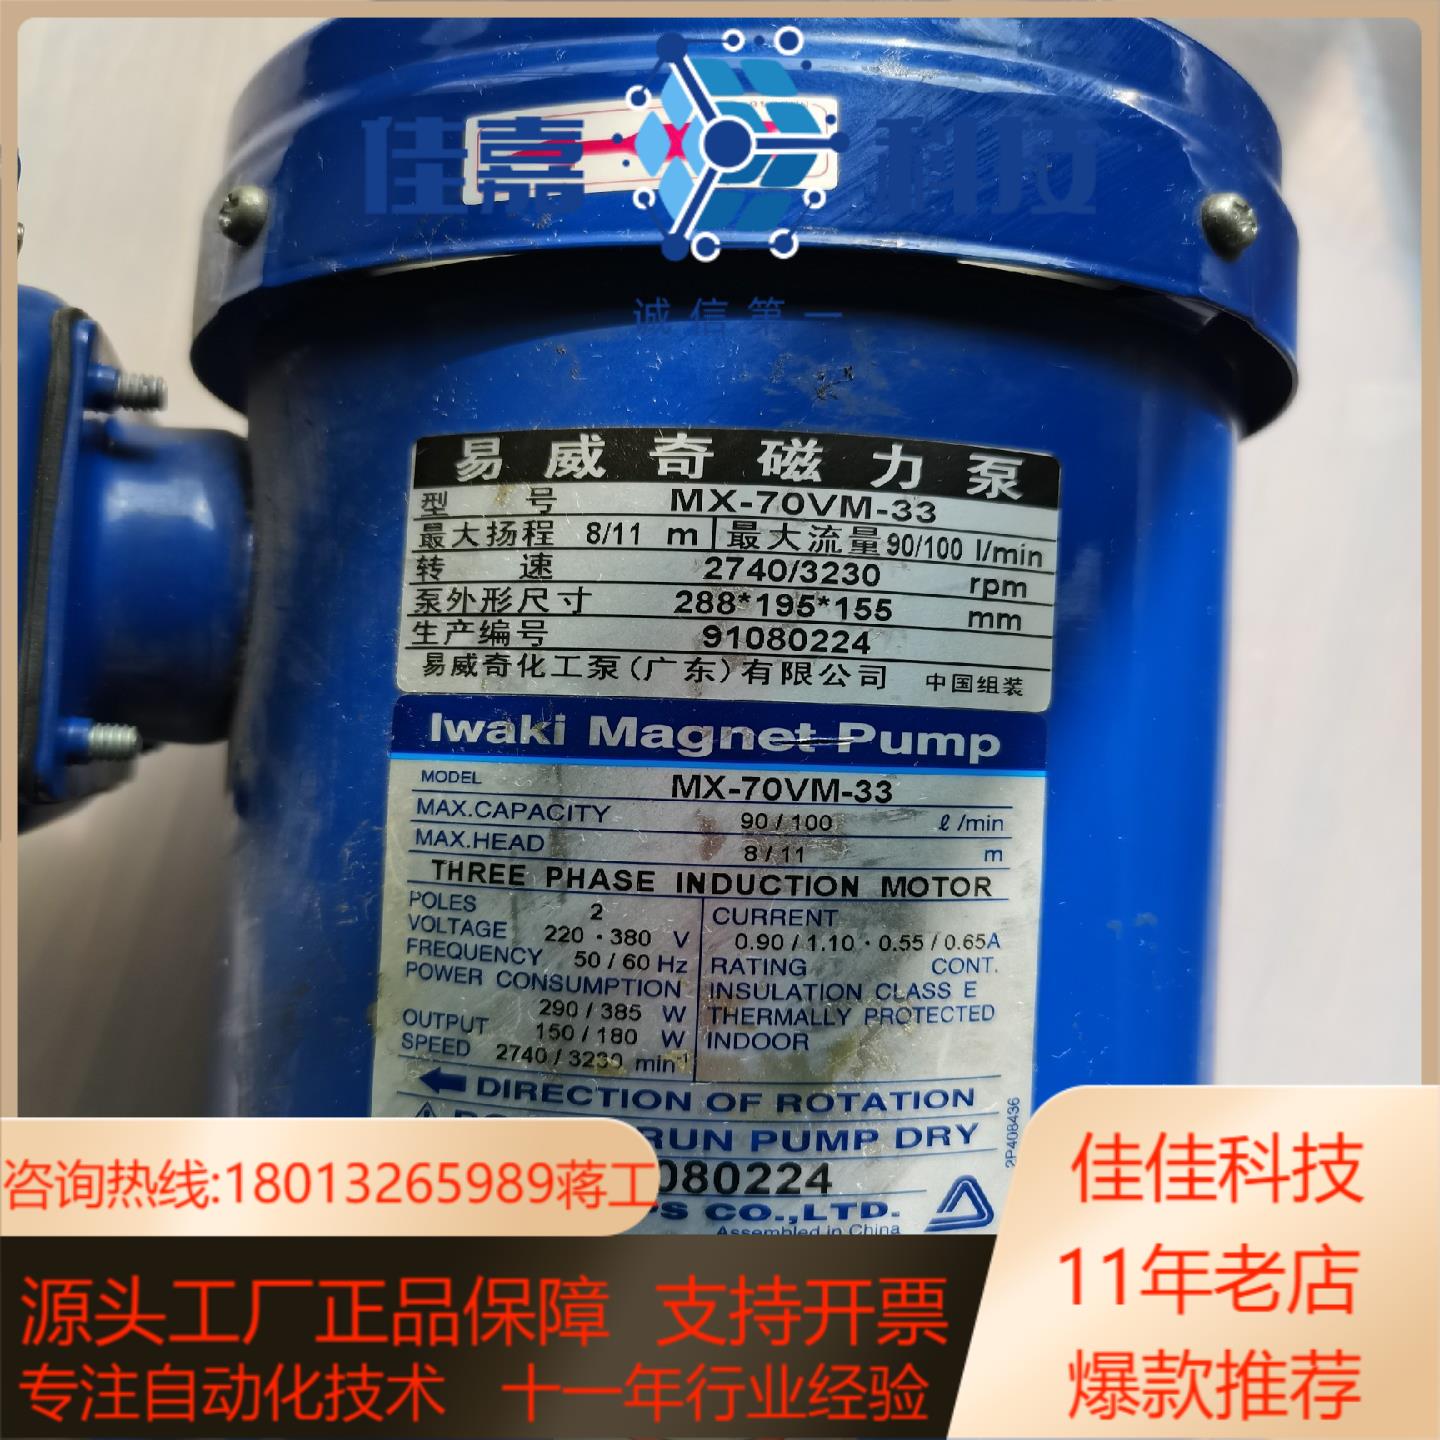 佳嘉科技
诚信第一
易威奇磁力泵
型号 MX-70VM-33
最大扬程 8/11 m 最大流量 90/100 l/min
转速 2740/3230 rpm
泵外形尺寸 288*195*155 mm
生产编号 91080224
易威奇化工泵(广东)有限公司 中国组装
Iwaki Magnet Pump
MODEL MX-70VM-33
MAX.CAPACITY 90/100 ℓ/min
MAX.HEAD 8/11 m
THREE PHASE INDUCTION MOTOR
POLES 2
VOLTAGE 220・380 V
FREQUENCY 50/60 Hz
POWER CONSUMPTION
290/385 W
OUTPUT 150/180 W
SPEED 2740/3230 min⁻¹
CURRENT
0.90/1.10・0.55/0.65A
RATING CONT.
INSULATION CLASS E
THERMALLY PROTECTED
INDOOR
DIRECTION OF ROTATION
RUN PUMP DRY
2P408436
080224
PS CO.,LTD.
Assembled in China
咨询热线:18013265989蒋工
源头工厂正品保障 支持开票
专注自动化技术 十一年行业经验
佳佳科技
11年老店
爆款推荐